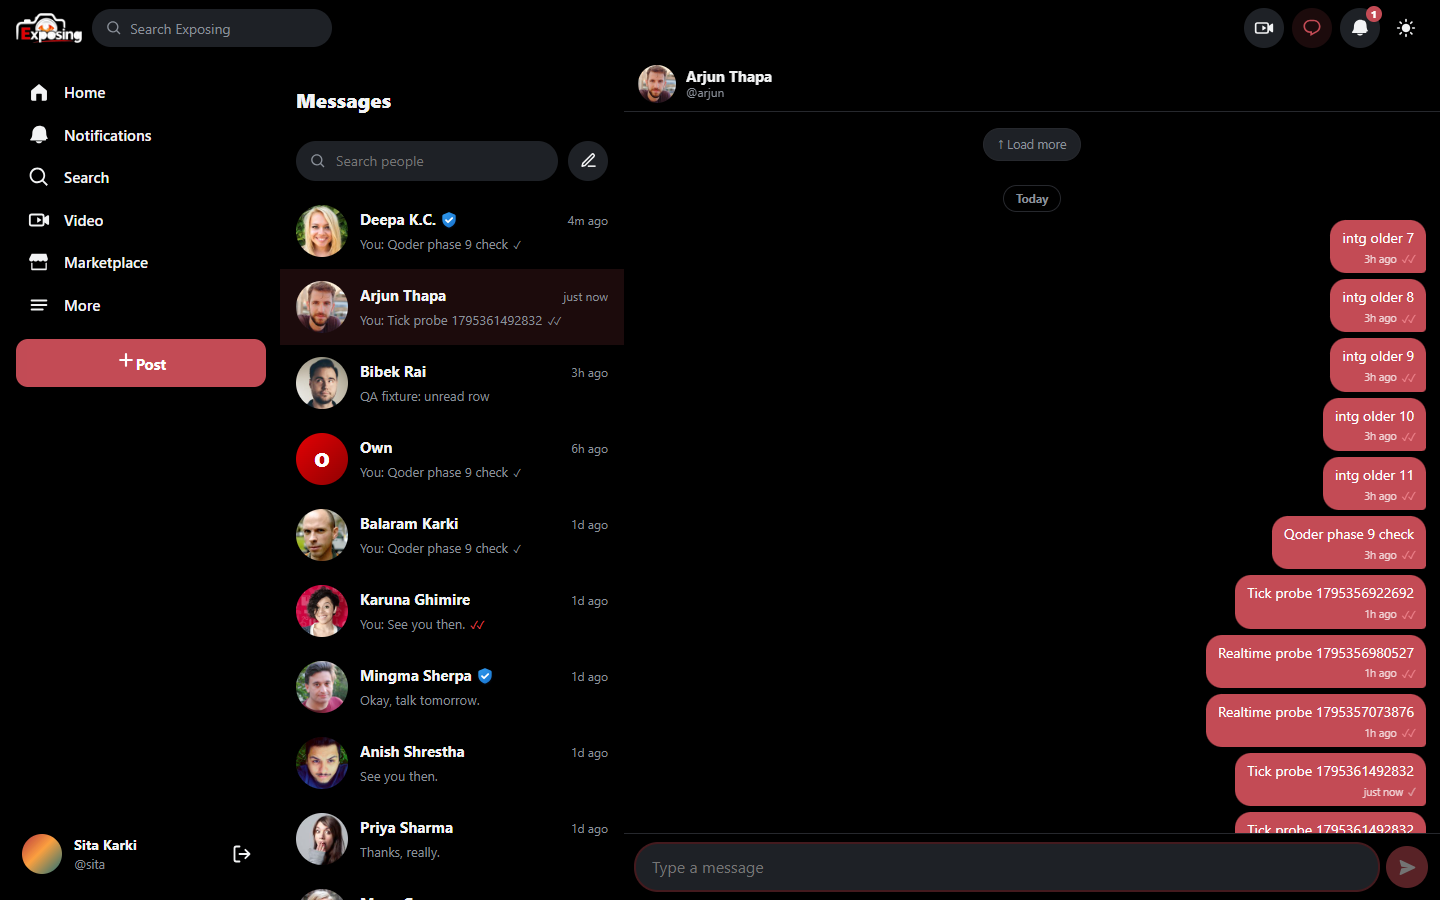 Exposing
Search Exposing
1
Home
Notifications
Search
Video
Marketplace
More
+ Post
Sita Karki
@sita
Messages
Search people
Deepa K.C.
4m ago
You: Qoder phase 9 check ✓
Arjun Thapa
just now
You: Tick probe 1795361492832 ✓✓
Bibek Rai
3h ago
QA fixture: unread row
O
Own
6h ago
You: Qoder phase 9 check ✓
Balaram Karki
1d ago
You: Qoder phase 9 check ✓
Karuna Ghimire
1d ago
You: See you then. ✓✓
Mingma Sherpa
1d ago
Okay, talk tomorrow.
Anish Shrestha
1d ago
See you then.
Priya Sharma
1d ago
Thanks, really.
Arjun Thapa
@arjun
↑ Load more
Today
intg older 7
3h ago ✓✓
intg older 8
3h ago ✓✓
intg older 9
3h ago ✓✓
intg older 10
3h ago ✓✓
intg older 11
3h ago ✓✓
Qoder phase 9 check
3h ago ✓✓
Tick probe 1795356922692
1h ago ✓✓
Realtime probe 1795356980527
1h ago ✓✓
Realtime probe 1795357073876
1h ago ✓✓
Tick probe 1795361492832
just now ✓
Tick probe 1795361492832
Type a message